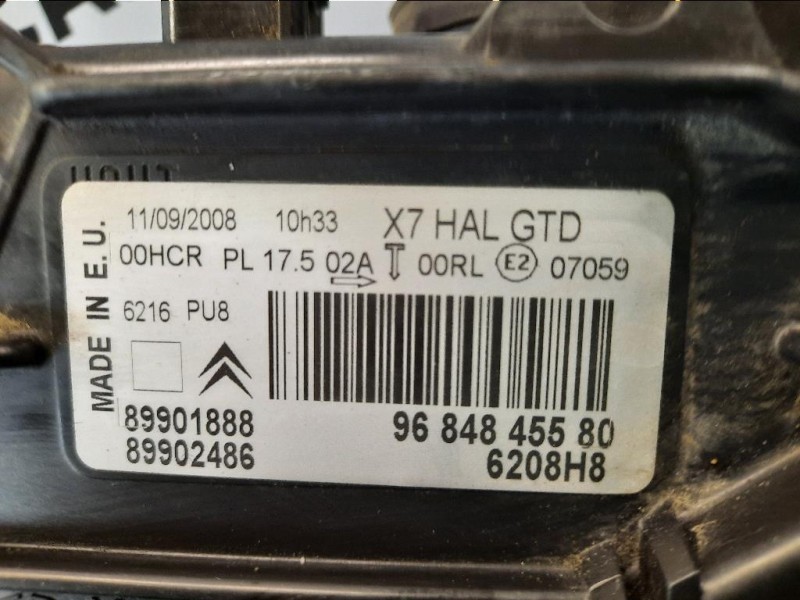 11/09/2008 10h33 X7 HAL GTD
00HCR PL 17.5 02A 00RL E2 07059
6216 PU8
MADE IN E.U.
89901888 96 848 455 80
89902486 6208H8